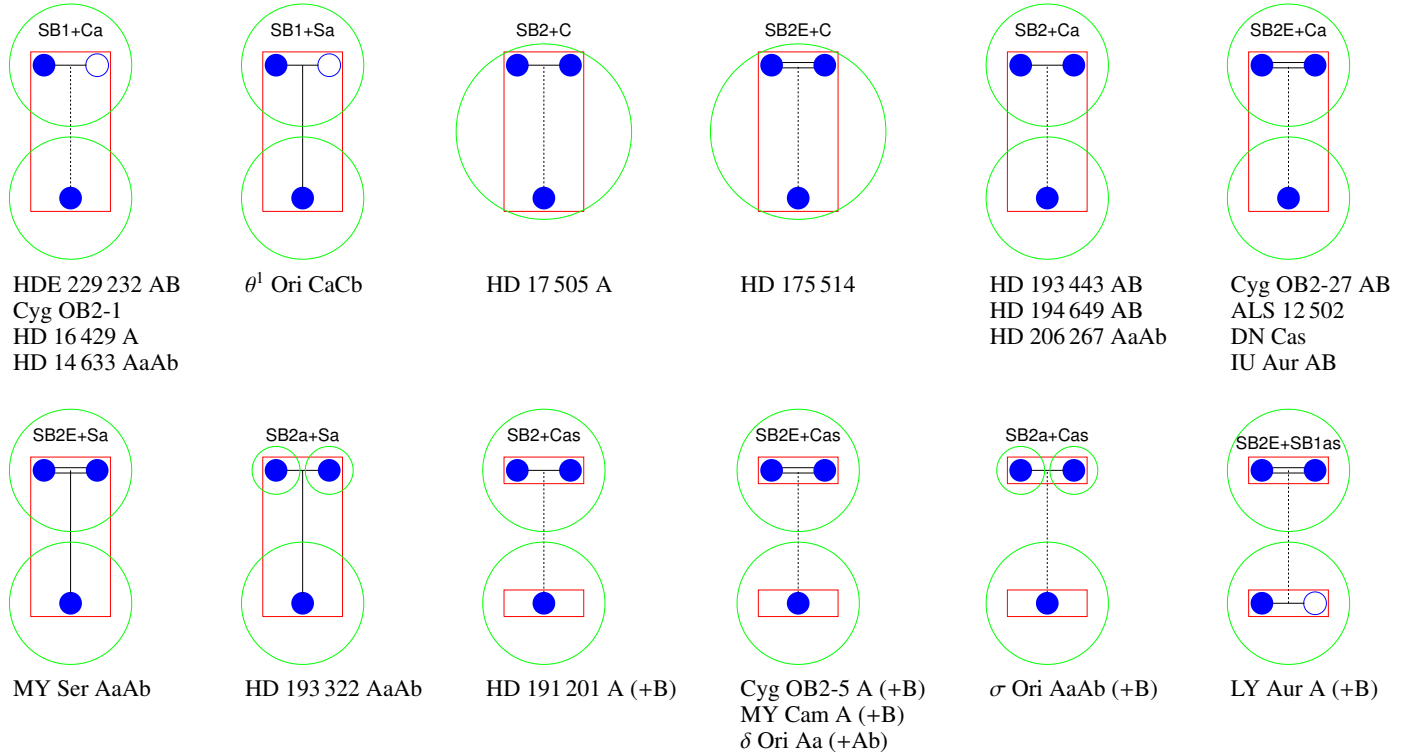 SB1+Ca
SB1+Sa
SB2+C
SB2E+C
SB2+Ca
SB2E+Ca
HDE 229 232 AB
Cyg OB2-1
HD 16 429 A
HD 14 633 AaAb
θ¹ Ori CaCb
HD 17 505 A
HD 175 514
HD 193 443 AB
HD 194 649 AB
HD 206 267 AaAb
Cyg OB2-27 AB
ALS 12 502
DN Cas
IU Aur AB
SB2E+Sa
SB2a+Sa
SB2+Cas
SB2E+Cas
SB2a+Cas
SB2E+SB1as
MY Ser AaAb
HD 193 322 AaAb
HD 191 201 A (+B)
Cyg OB2-5 A (+B)
MY Cam A (+B)
δ Ori Aa (+Ab)
σ Ori AaAb (+B)
LY Aur A (+B)